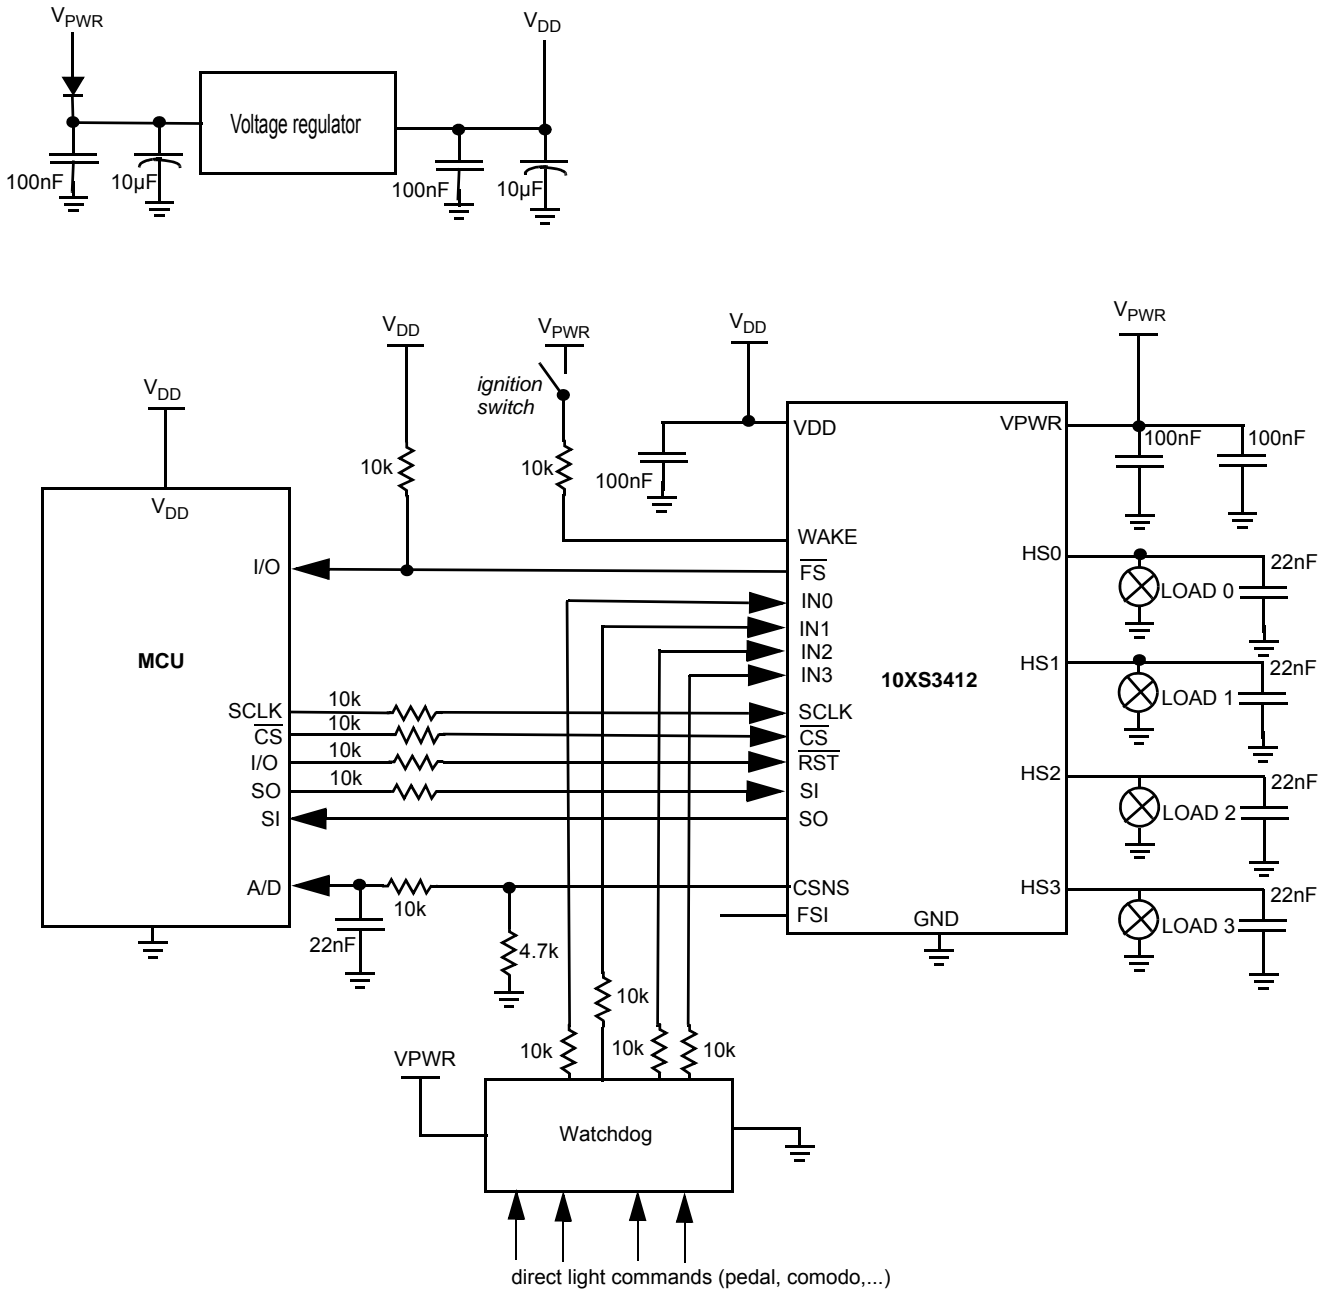 VPWR
VDD
Voltage regulator
100nF
10µF
100nF
10µF
VDD
VPWR
VDD
VPWR
ignition
switch
VDD
VDD
10k
10k
100nF
VDD
VPWR
100nF
100nF
WAKE
I/O
FS
HS0
22nF
LOAD 0
IN0
IN1
IN2
IN3
MCU
10XS3412
HS1
22nF
LOAD 1
SCLK
10k
SCLK
CS
10k
CS
I/O
10k
RST
SO
10k
SI
SI
SO
HS2
22nF
LOAD 2
A/D
10k
CSNS
HS3
22nF
LOAD 3
FSI
GND
22nF
4.7k
10k
10k
10k
10k
VPWR
Watchdog
direct light commands (pedal, comodo,...)